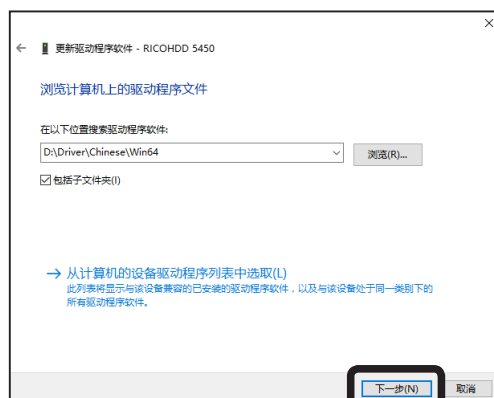 更新驱动程序软件 - RICOHDD 5450
浏览计算机上的驱动程序文件
在以下位置搜索驱动程序软件:
D:\Driver\Chinese\Win64
浏览(R)...
包括子文件夹(I)
从计算机的设备驱动程序列表中选取(L)
此列表将显示与该设备兼容的已安装的驱动程序软件，以及与该设备处于同一类别下的
所有驱动程序软件。
下一步(N)
取消